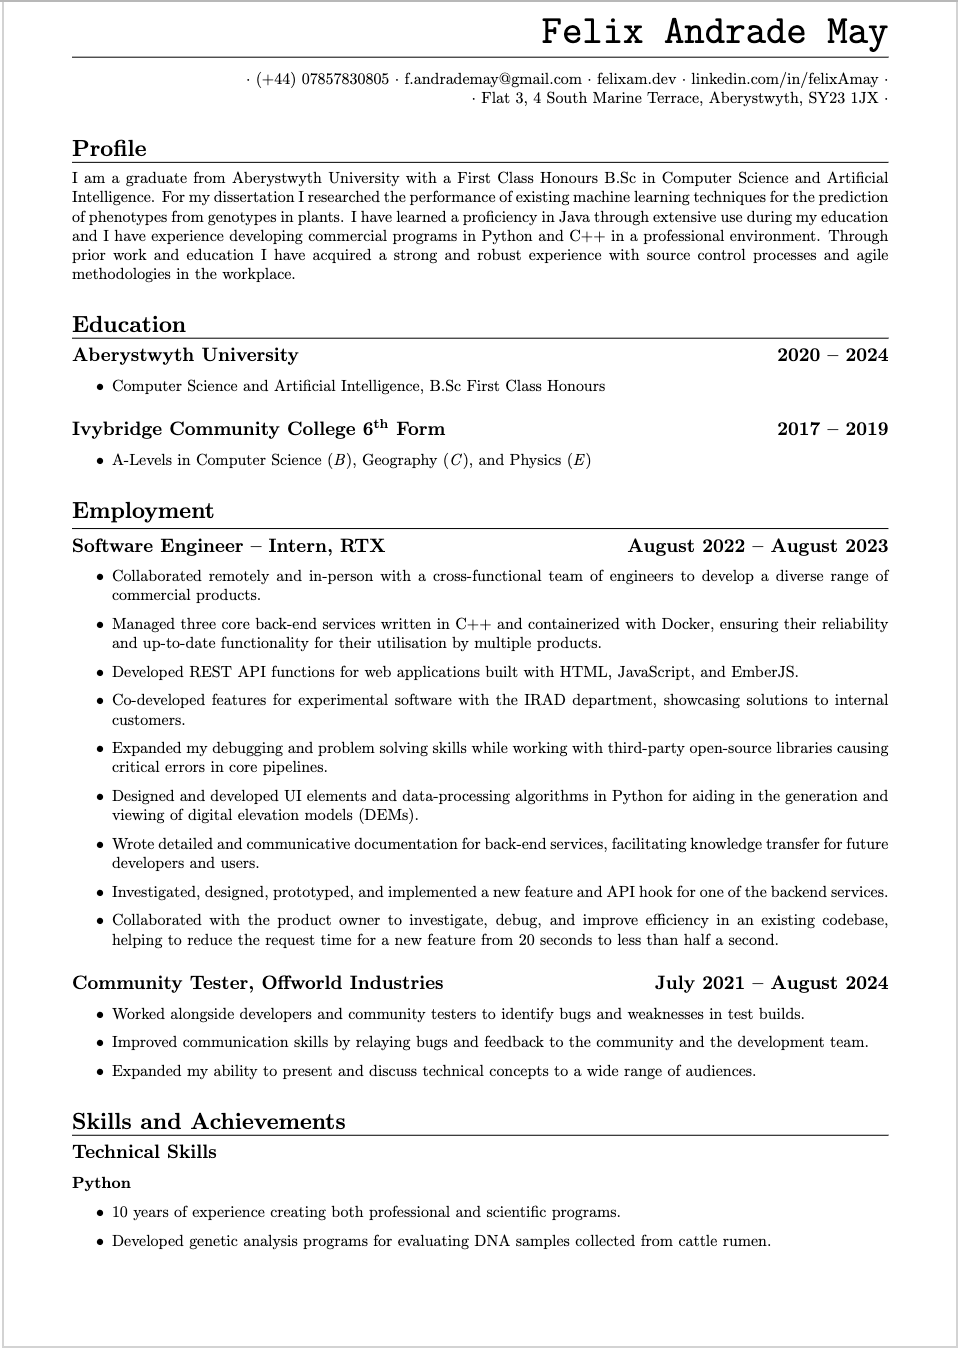 Felix Andrade May
· (+44) 07857830805 · f.andrademay@gmail.com · felixam.dev · linkedin.com/in/felixAmay ·
· Flat 3, 4 South Marine Terrace, Aberystwyth, SY23 1JX ·
Profile
I am a graduate from Aberystwyth University with a First Class Honours B.Sc in Computer Science and Artificial
Intelligence. For my dissertation I researched the performance of existing machine learning techniques for the prediction
of phenotypes from genotypes in plants. I have learned a proficiency in Java through extensive use during my education
and I have experience developing commercial programs in Python and C++ in a professional environment. Through
prior work and education I have acquired a strong and robust experience with source control processes and agile
methodologies in the workplace.
Education
Aberystwyth University 2020 – 2024
• Computer Science and Artificial Intelligence, B.Sc First Class Honours
Ivybridge Community College 6th Form 2017 – 2019
• A-Levels in Computer Science (B), Geography (C), and Physics (E)
Employment
Software Engineer – Intern, RTX August 2022 – August 2023
• Collaborated remotely and in-person with a cross-functional team of engineers to develop a diverse range of
commercial products.
• Managed three core back-end services written in C++ and containerized with Docker, ensuring their reliability
and up-to-date functionality for their utilisation by multiple products.
• Developed REST API functions for web applications built with HTML, JavaScript, and EmberJS.
• Co-developed features for experimental software with the IRAD department, showcasing solutions to internal
customers.
• Expanded my debugging and problem solving skills while working with third-party open-source libraries causing
critical errors in core pipelines.
• Designed and developed UI elements and data-processing algorithms in Python for aiding in the generation and
viewing of digital elevation models (DEMs).
• Wrote detailed and communicative documentation for back-end services, facilitating knowledge transfer for future
developers and users.
• Investigated, designed, prototyped, and implemented a new feature and API hook for one of the backend services.
• Collaborated with the product owner to investigate, debug, and improve efficiency in an existing codebase,
helping to reduce the request time for a new feature from 20 seconds to less than half a second.
Community Tester, Offworld Industries July 2021 – August 2024
• Worked alongside developers and community testers to identify bugs and weaknesses in test builds.
• Improved communication skills by relaying bugs and feedback to the community and the development team.
• Expanded my ability to present and discuss technical concepts to a wide range of audiences.
Skills and Achievements
Technical Skills
Python
• 10 years of experience creating both professional and scientific programs.
• Developed genetic analysis programs for evaluating DNA samples collected from cattle rumen.